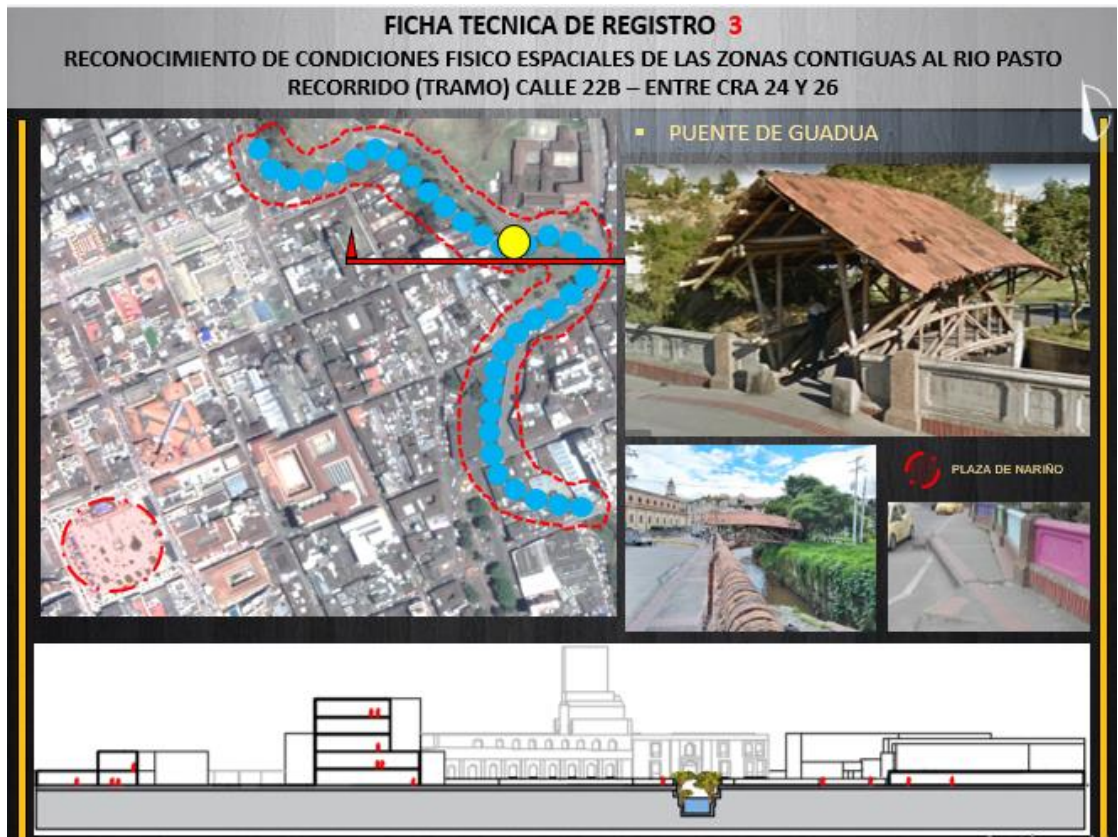 FICHA TECNICA DE REGISTRO 3
RECONOCIMIENTO DE CONDICIONES FISICO ESPACIALES DE LAS ZONAS CONTIGUAS AL RIO PASTO
RECORRIDO (TRAMO) CALLE 22B – ENTRE CRA 24 Y 26
▪ PUENTE DE GUADUA
PLAZA DE NARIÑO